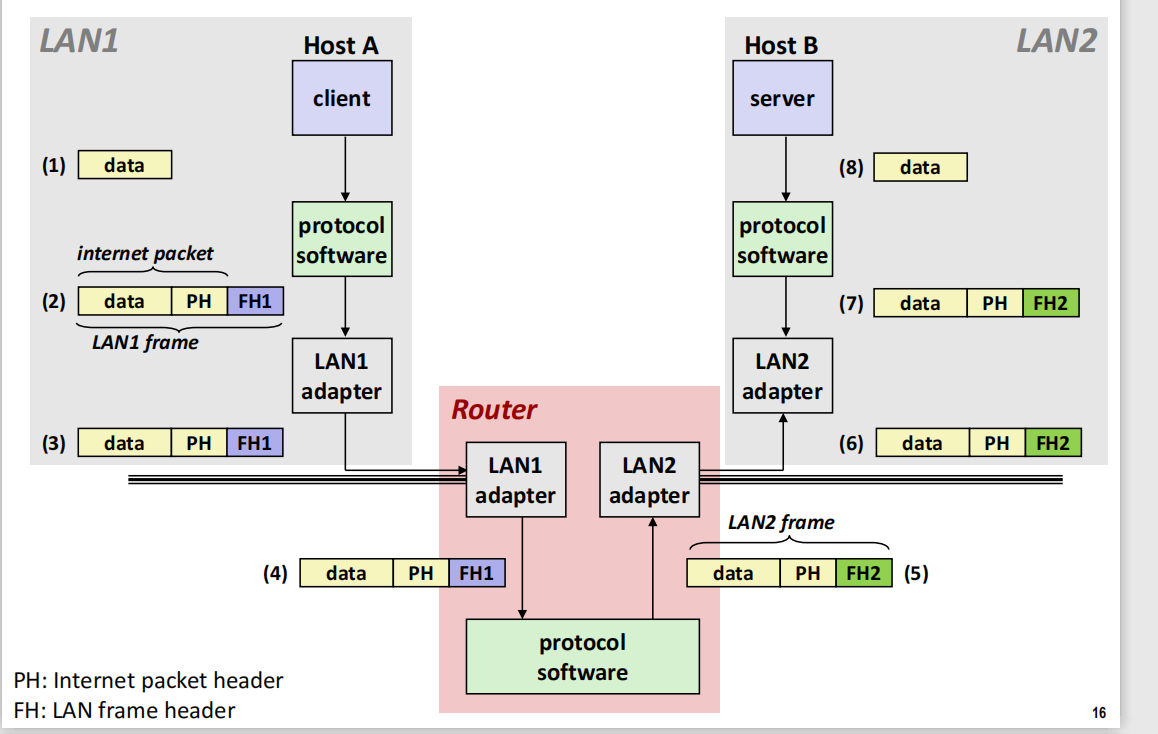 LAN1
Host A
client
(1) data
protocol
software
internet packet
(2) data PH FH1
LAN1 frame
LAN1
adapter
(3) data PH FH1
Host B
LAN2
server
(8) data
protocol
software
(7) data PH FH2
LAN2
adapter
(6) data PH FH2
Router
LAN1
adapter
LAN2
adapter
LAN2 frame
(4) data PH FH1
data PH FH2 (5)
protocol
software
PH: Internet packet header
FH: LAN frame header
16